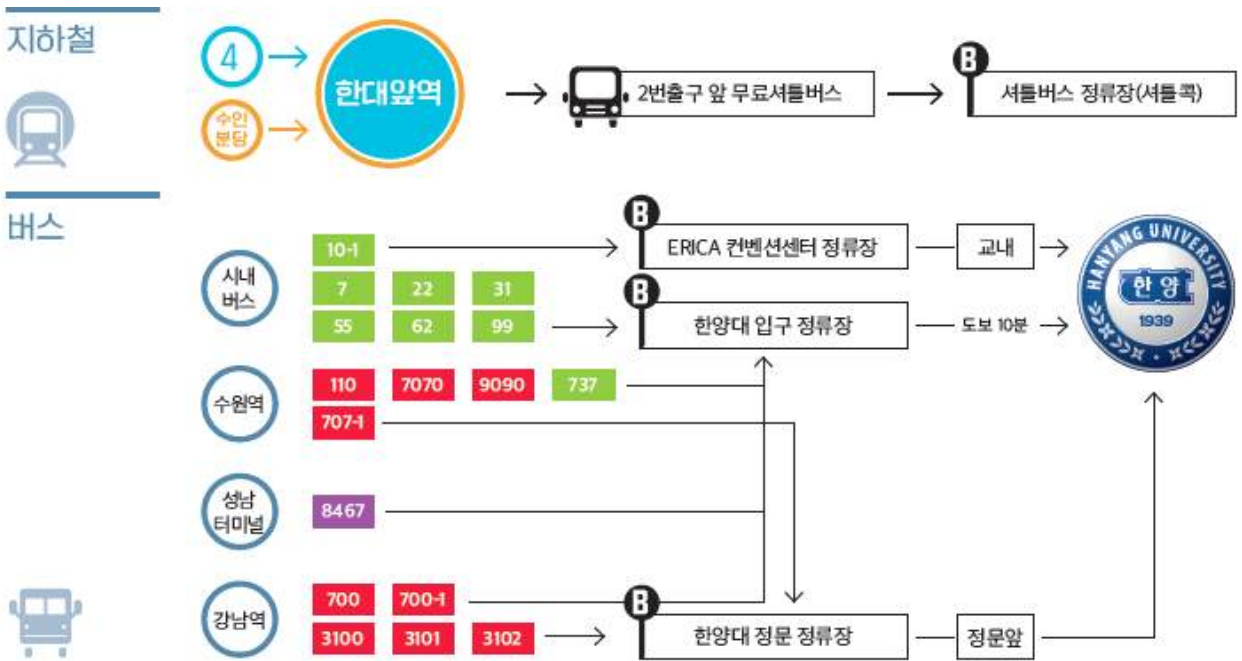 지하철
4
수인
분당
한대앞역
2번출구 앞 무료셔틀버스
B
셔틀버스 정류장(셔틀콕)
버스
시내
버스
10-1
7 22 31
55 62 99
B
ERICA 컨벤션센터 정류장
교내
B
한양대 입구 정류장
도보 10분
HANYANG UNIVERSITY
한양
1939
수원역
110 7070 9090 737
707-1
성남
터미널
8467
강남역
700 700-1
3100 3101 3102
B
한양대 정문 정류장
정문앞